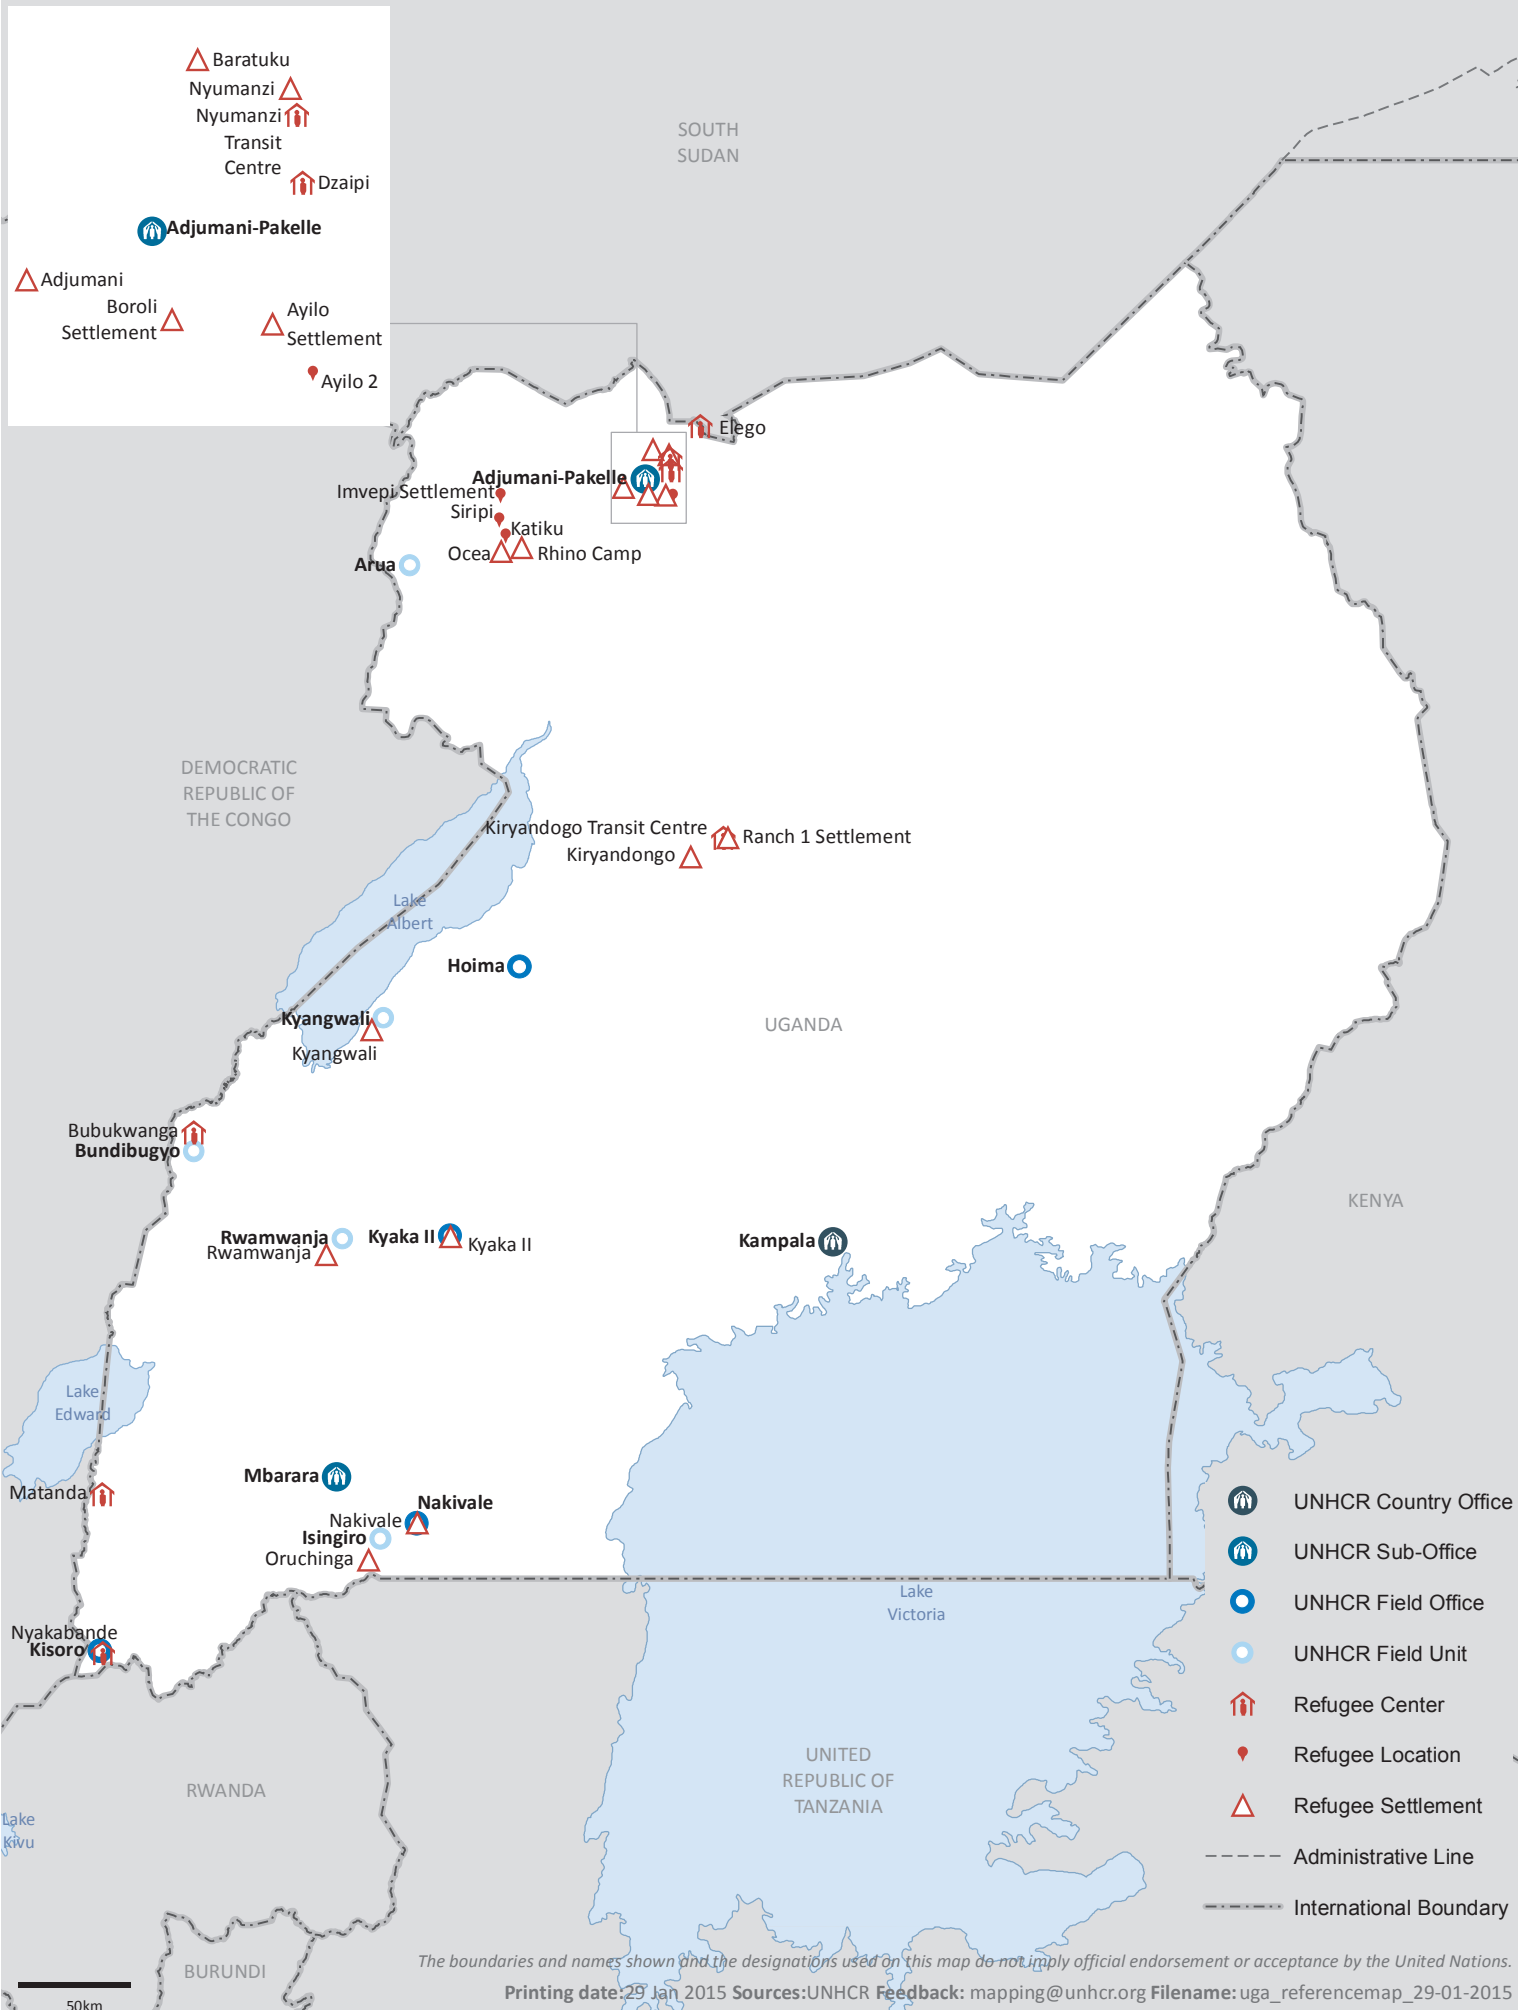 Baratuku
Nyumanzi
Nyumanzi
Transit
Centre
Dzaipi
Adjumani-Pakelle
Adjumani
Boroli
Settlement
Ayilo
Settlement
Ayilo 2
SOUTH
SUDAN
Elego
Adjumani-Pakelle
Imvepi Settlement
Siripi
Katiku
Ocea
Rhino Camp
Arua
DEMOCRATIC
REPUBLIC OF
THE CONGO
Kiryandogo Transit Centre
Ranch 1 Settlement
Kiryandongo
Lake
Albert
Hoima
Kyangwali
Kyangwali
UGANDA
Bubukwanga
Bundibugyo
KENYA
Rwamwanja
Rwamwanja
Kyaka II
Kyaka II
Kampala
Lake
Edward
Mbarara
Matanda
Nakivale
Nakivale
Isingiro
Oruchinga
Lake
Victoria
Nyakabande
Kisoro
UNHCR Country Office
UNHCR Sub-Office
UNHCR Field Office
UNHCR Field Unit
Refugee Center
Refugee Location
Refugee Settlement
Administrative Line
International Boundary
UNITED
REPUBLIC OF
TANZANIA
RWANDA
Lake
Kivu
BURUNDI
50km
The boundaries and names shown and the designations used on this map do not imply official endorsement or acceptance by the United Nations.
Printing date:29 Jan 2015 Sources:UNHCR Feedback: mapping@unhcr.org Filename: uga_referencemap_29-01-2015